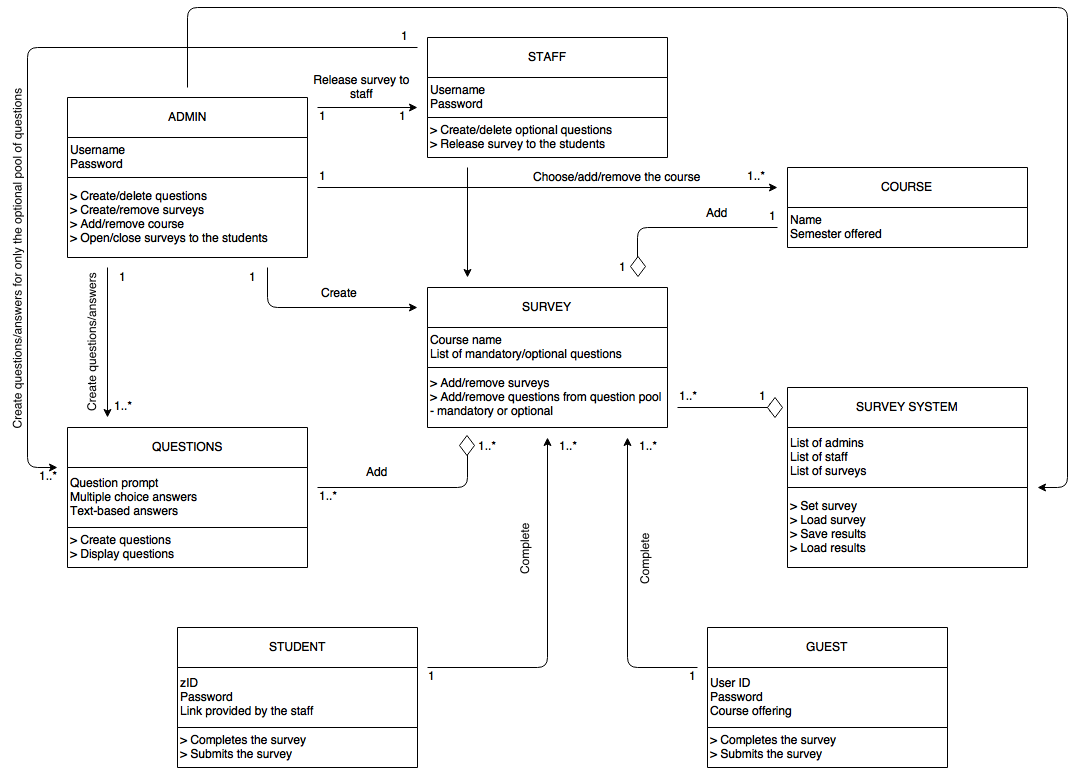 1
STAFF
Username
Password
> Create/delete optional questions
> Release survey to the students
Release survey to
staff
1
1
ADMIN
Username
Password
> Create/delete questions
> Create/remove surveys
> Add/remove course
> Open/close surveys to the students
1
Choose/add/remove the course
1..*
COURSE
Name
Semester offered
Add
1
1
Create questions/answers for only the optional pool of questions
1..*
Create questions/answers
1
1..*
1
Create
SURVEY
Course name
List of mandatory/optional questions
> Add/remove surveys
> Add/remove questions from question pool
- mandatory or optional
1..*
1
SURVEY SYSTEM
List of admins
List of staff
List of surveys
> Set survey
> Load survey
> Save results
> Load results
QUESTIONS
Question prompt
Multiple choice answers
Text-based answers
> Create questions
> Display questions
Add
1..*
1..*
1..*
1..*
Complete
Complete
STUDENT
zID
Password
Link provided by the staff
> Completes the survey
> Submits the survey
1
1
GUEST
User ID
Password
Course offering
> Completes the survey
> Submits the survey